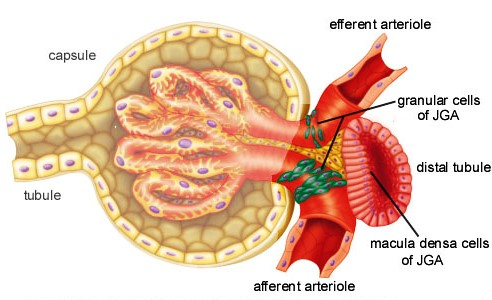 efferent arteriole
capsule
granular cells
of JGA
distal tubule
tubule
macula densa cells
of JGA
afferent arteriole